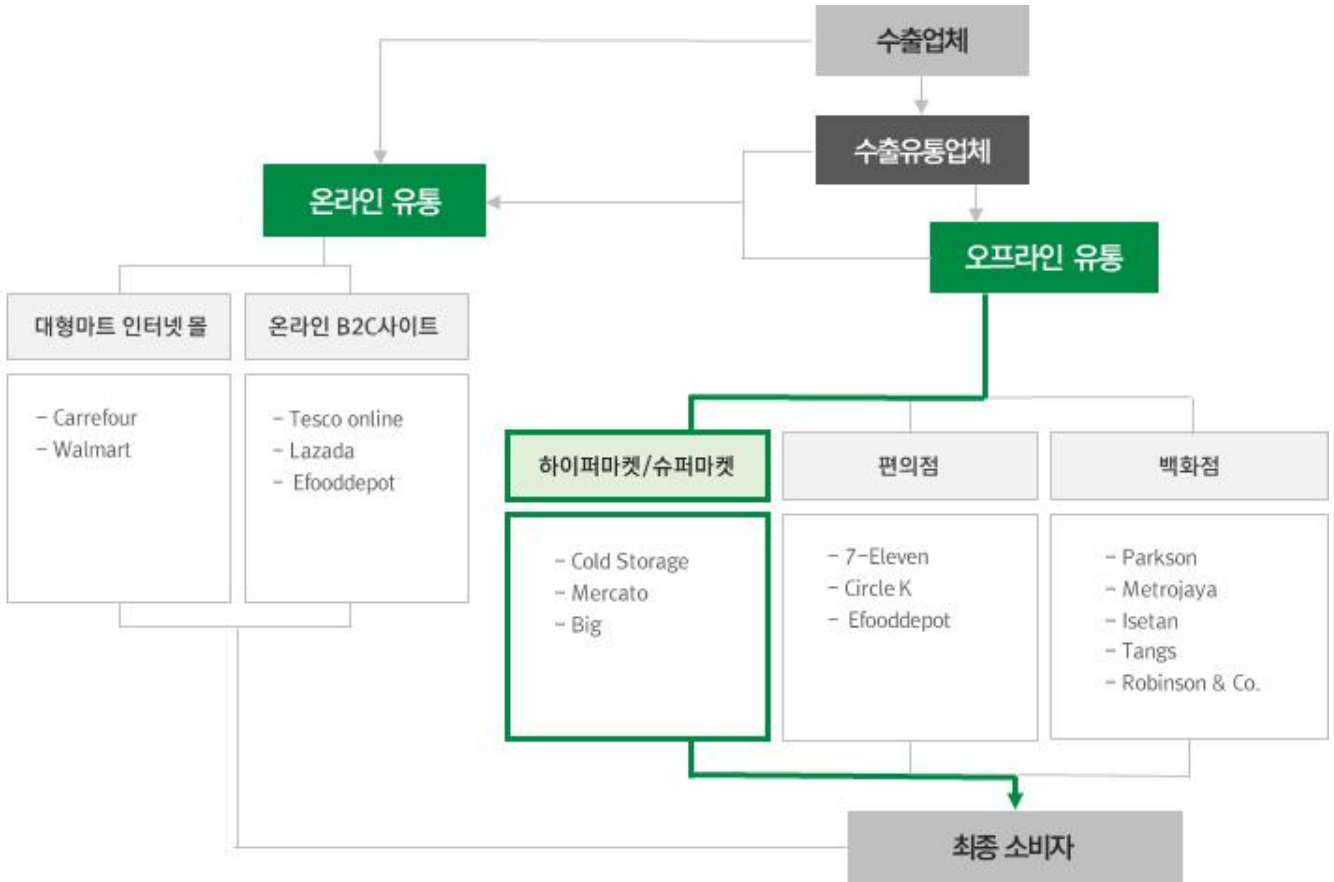 수출업체
수출유통업체
온라인 유통
오프라인 유통
대형마트 인터넷 몰
온라인 B2C사이트
- Carrefour
- Walmart
- Tesco online
- Lazada
- Efooddepot
하이퍼마켓/슈퍼마켓
편의점
백화점
- Cold Storage
- Mercato
- Big
- 7-Eleven
- Circle K
- Efooddepot
- Parkson
- Metrojaya
- Isetan
- Tangs
- Robinson & Co.
최종 소비자